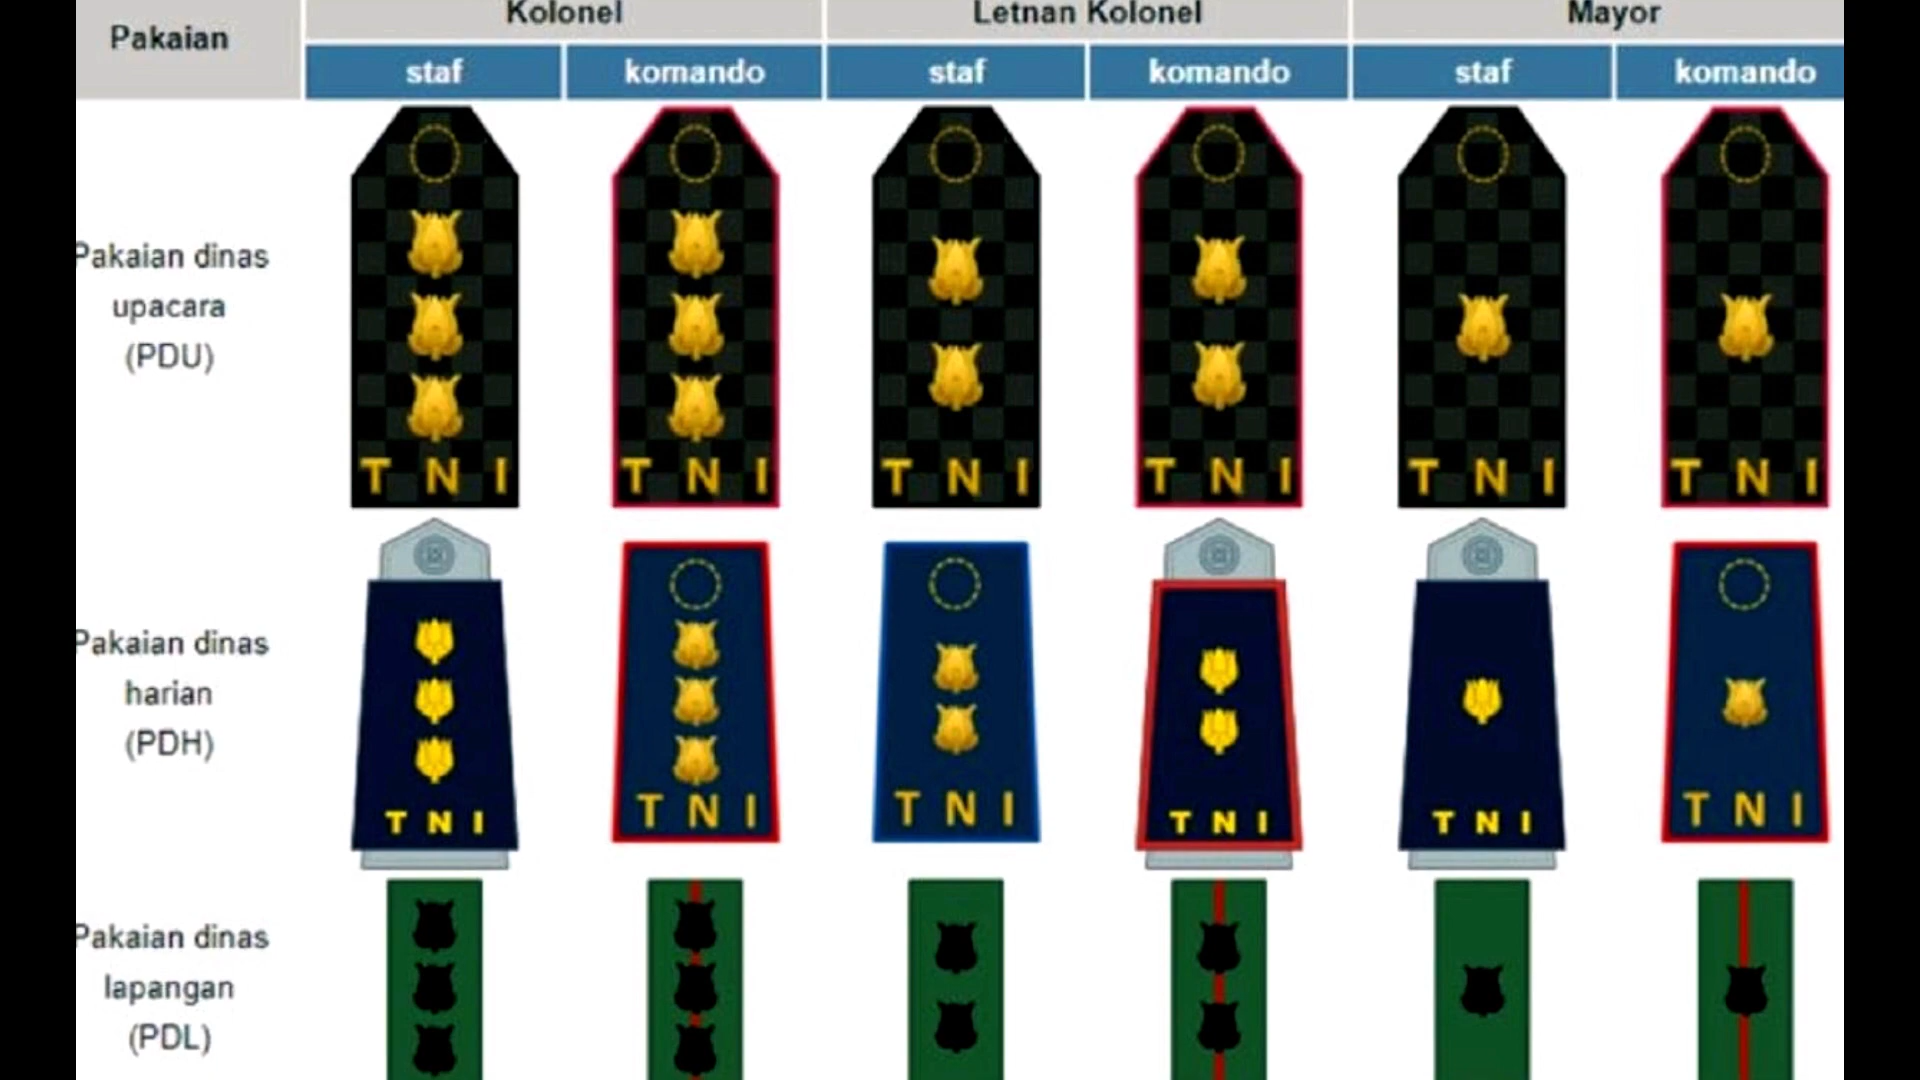 Pakaian
Kolonel
Letnan Kolonel
Mayor
staf
komando
staf
komando
staf
komando
Pakaian dinas
upacara
(PDU)
T N I
T N I
T N I
T N I
T N I
T N I
Pakaian dinas
harian
(PDH)
T N I
T N I
T N I
T N I
T N I
T N I
Pakaian dinas
lapangan
(PDL)